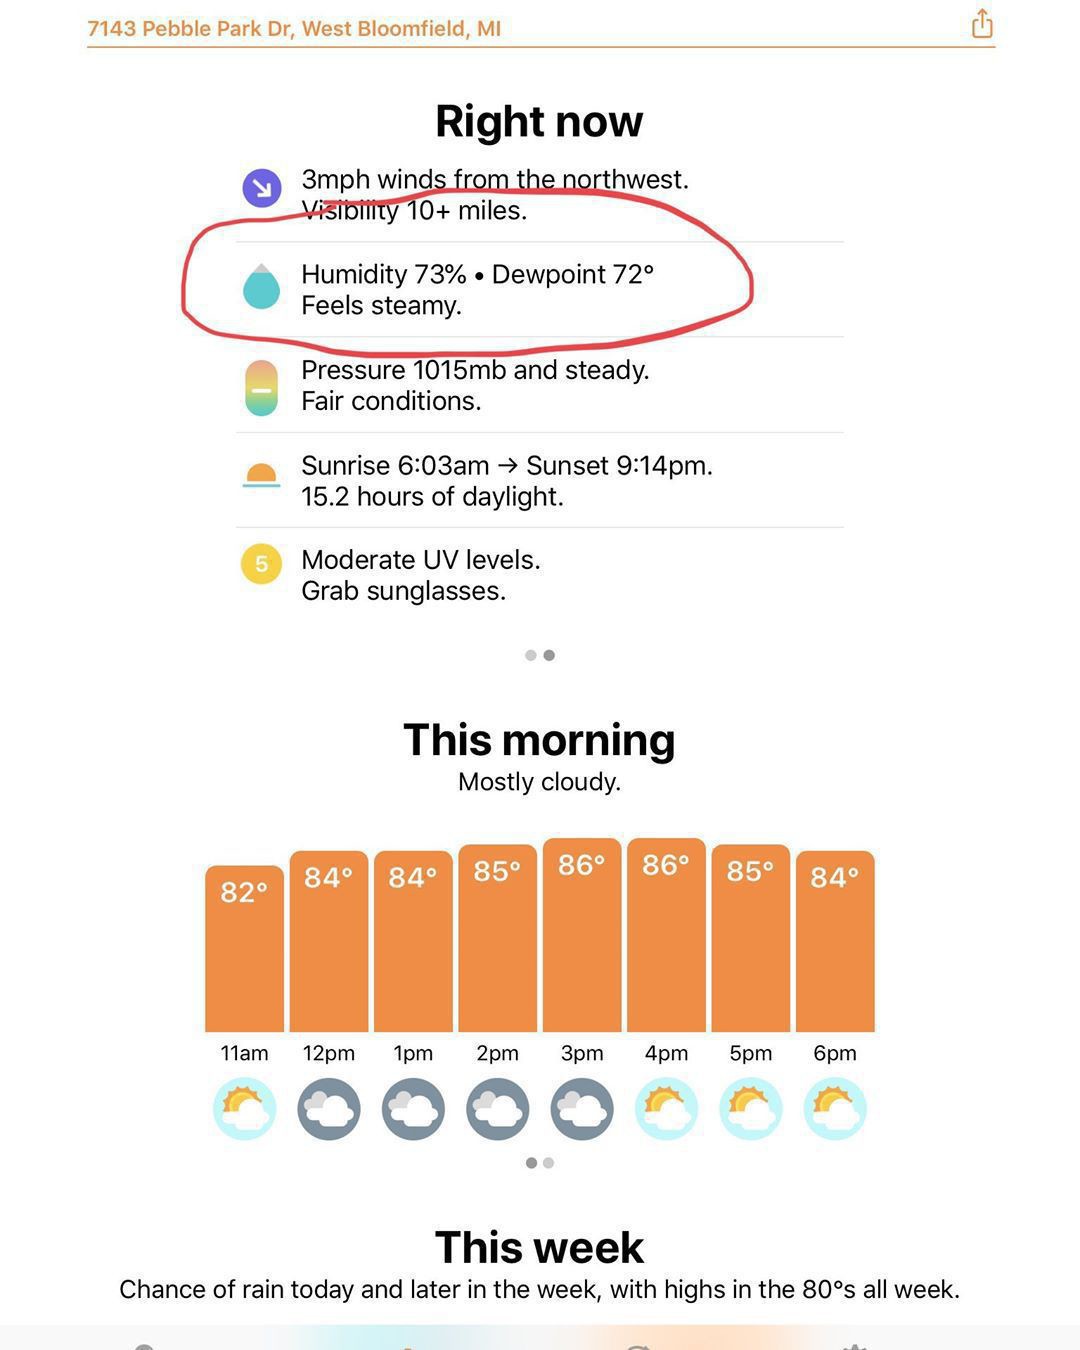 7143 Pebble Park Dr, West Bloomfield, MI
Right now
3mph winds from the northwest.
Visibility 10+ miles.
Humidity 73% • Dewpoint 72°
Feels steamy.
Pressure 1015mb and steady.
Fair conditions.
Sunrise 6:03am → Sunset 9:14pm.
15.2 hours of daylight.
5
Moderate UV levels.
Grab sunglasses.
This morning
Mostly cloudy.
82° 84° 84° 85° 86° 86° 85° 84°
11am 12pm 1pm 2pm 3pm 4pm 5pm 6pm
This week
Chance of rain today and later in the week, with highs in the 80°s all week.